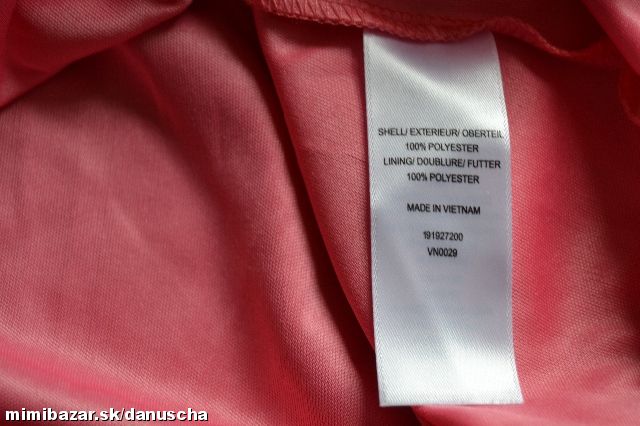 SHELL/ EXTERIEUR/ OBERTEIL
100% POLYESTER
LINING/ DOUBLURE/ FUTTER
100% POLYESTER
MADE IN VIETNAM
191927200
VN0029
mimibazar.sk/danuscha